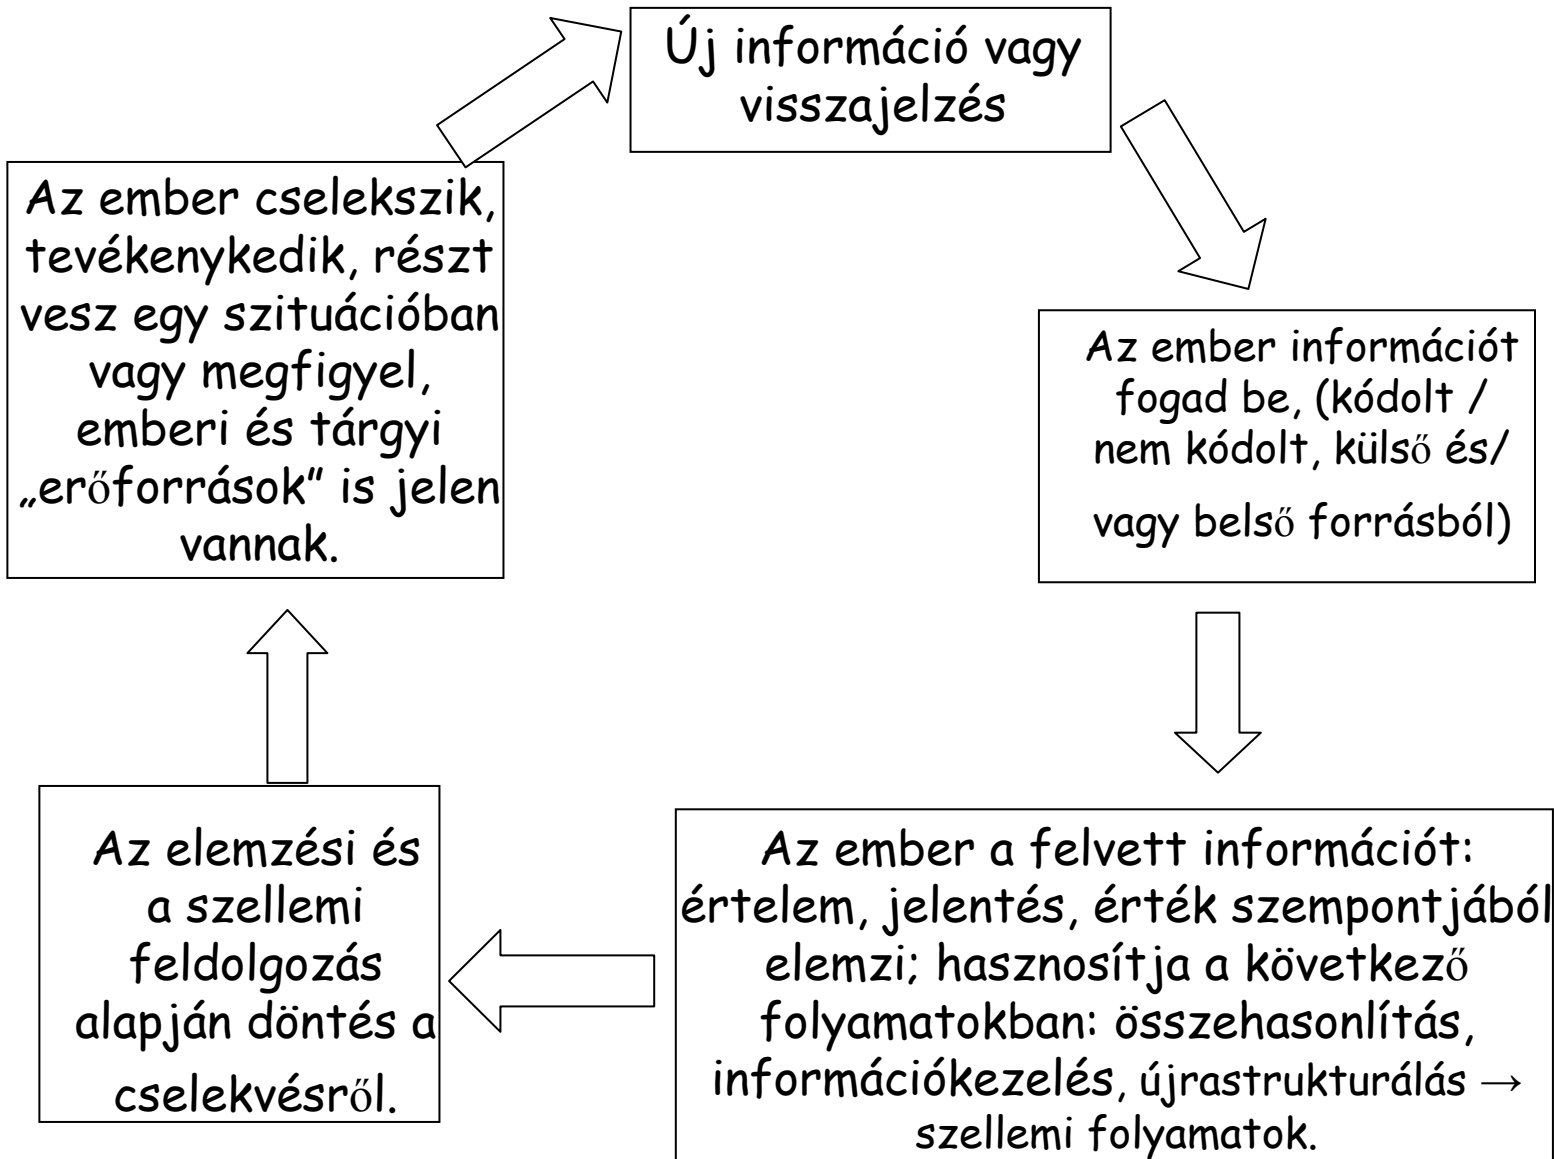 Új információ vagy
visszajelzés
Az ember cselekszik,
tevékenykedik, részt
vesz egy szituációban
vagy megfigyel,
emberi és tárgyi
„erőforrások” is jelen
vannak.
Az ember információt
fogad be, (kódolt /
nem kódolt, külső és/
vagy belső forrásból)
Az elemzési és
a szellemi
feldolgozás
alapján döntés a
cselekvésről.
Az ember a felvett információt:
értelem, jelentés, érték szempontjából
elemzi; hasznosítja a következő
folyamatokban: összehasonlítás,
információkezelés, újrastrukturálás →
szellemi folyamatok.